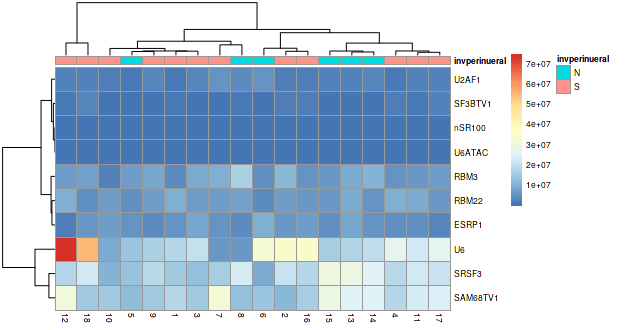 invperinueral
U2AF1
SF3BTV1
nSR100
U6ATAC
RBM3
RBM22
ESRP1
U6
SRSF3
SAM68TV1
12 18 10 5 9 1 3 7 8 6 2 16 15 13 14 4 11 17
7e+07
6e+07
5e+07
4e+07
3e+07
2e+07
1e+07
invperinueral
N
S